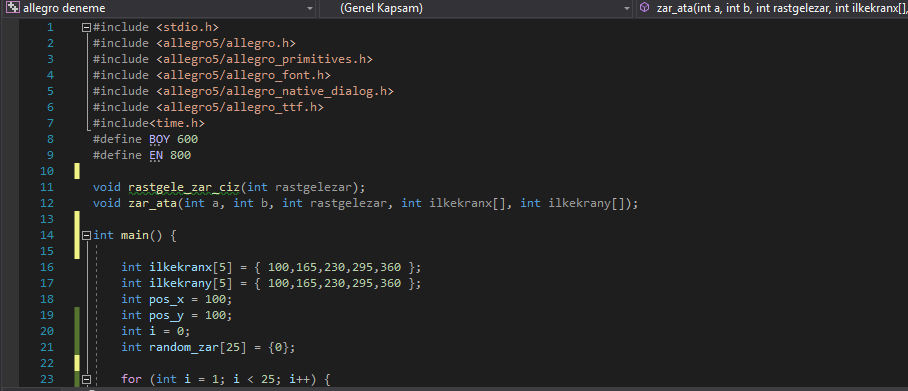 allegro deneme (Genel Kapsam) zar_ata(int a, int b, int rastgelezar, int ilkekranx[],
1 #include <stdio.h>
2 #include <allegro5/allegro.h>
3 #include <allegro5/allegro_primitives.h>
4 #include <allegro5/allegro_font.h>
5 #include <allegro5/allegro_native_dialog.h>
6 #include <allegro5/allegro_ttf.h>
7 #include<time.h>
8 #define BOY 600
9 #define EN 800
10
11 void rastgele_zar_ciz(int rastgelezar);
12 void zar_ata(int a, int b, int rastgelezar, int ilkekranx[], int ilkekrany[]);
13
14 int main() {
15
16 int ilkekranx[5] = { 100,165,230,295,360 };
17 int ilkekrany[5] = { 100,165,230,295,360 };
18 int pos_x = 100;
19 int pos_y = 100;
20 int i = 0;
21 int random_zar[25] = {0};
22
23 for (int i = 1; i < 25; i++) {